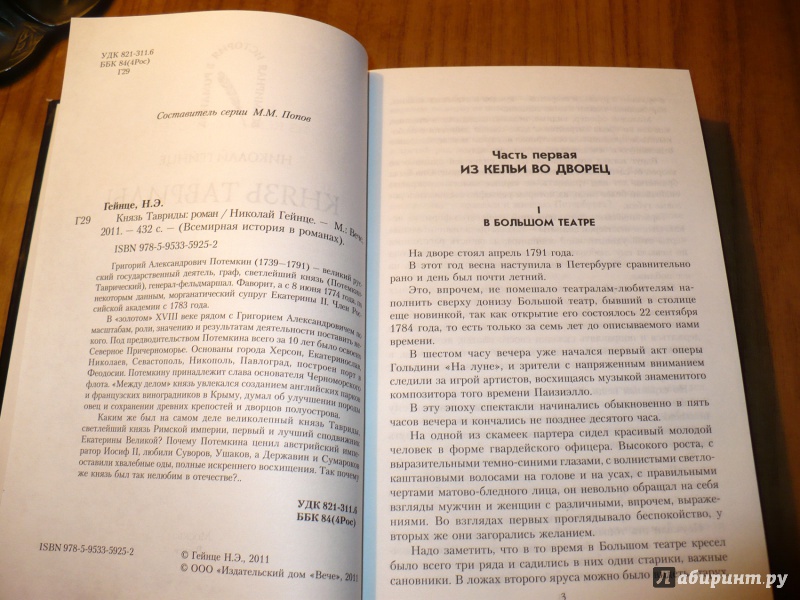 УДК 821-311.6
ББК 84(4Рос)
Г29
Составитель серии М.М. Попов
Гейнце, Н.Э.
Г29
Князь Тавриды: роман / Николай Гейнце. — М.: Вече,
2011. — 432 с. — (Всемирная история в романах).
ISBN 978-5-9533-5925-2
Григорий Александрович Потемкин (1739—1791) — великий рус-
ский государственный деятель, граф, светлейший князь (Потемкин-
Таврический), генерал-фельдмаршал. Фаворит, а с 8 июня 1774 года, по
некоторым данным, морганатический супруг Екатерины II. Член Рос-
сийской академии с 1783 года.
В «золотом» XVIII веке рядом с Григорием Александровичем по
масштабам, роли, значению и результатам деятельности поставить не-
кого. Под предводительством Потемкина всего за 10 лет было освоено
Северное Причерноморье. Основаны города Херсон, Екатеринослав,
Николаев, Севастополь, Никополь, Павлоград, построен порт в
Феодосии. Потемкину принадлежит слава основателя Черноморского
флота. «Между делом» князь увлекался созданием английских парков
и французских виноградников в Крыму, думал об улучшении породы
овец и сохранении древних крепостей и дворцов полуострова.
Каким же был на самом деле великолепный князь Тавриды,
светлейший князь Римской империи, первый и лучший сподвижник
Екатерины Великой? Почему Потемкина ценил австрийский импе-
ратор Иосиф II, любили Суворов, Ушаков, а Державин и Сумароков
оставили хвалебные оды, полные искреннего восхищения. Так почему
же князь был так нелюбим в отечестве?..
УДК 821-311.6
ББК 84(4Рос)
ISBN 978-5-9533-5925-2
© Гейнце Н.Э., 2011
© ООО «Издательский дом «Вече», 2011
Часть первая
ИЗ КЕЛЬИ ВО ДВОРЕЦ
I
В БОЛЬШОМ ТЕАТРЕ
На дворе стоял апрель 1791 года.
В этот год весна наступила в Петербурге сравнительно
рано и день был почти летний.
Это, впрочем, не помешало театралам-любителям на-
полнить сверху донизу Большой театр, бывший в столице
еще новинкой, так как открытие его состоялось 22 сентября
1784 года, то есть только за семь лет до описываемого нами
времени.
В шестом часу вечера уже начался первый акт оперы
Гольдини «На луне», и зрители с напряженным вниманием
следили за игрой артистов, восхищаясь музыкой знаменитого
композитора того времени Паизиэлло.
В эту эпоху спектакли начинались обыкновенно в пять
часов вечера и кончались не позднее десятого часа.
На одной из скамеек партера сидел красивый молодой
человек в форме гвардейского офицера. Высокого роста, с
выразительными темно-синими глазами, с волнистыми светло-
каштановыми волосами на голове и на усах, с правильными
чертами матово-бледного лица, он невольно обращал на себя
взгляды мужчин и женщин с различными, впрочем, выраже-
ниями. Во взглядах первых проглядывало беспокойство, у
вторых же они загорались желанием.
Надо заметить, что в то время в Большом театре кресел
было всего три ряда и садились в них одни старики, важные
сановники. В ложах второго яруса можно было
3
Лабиринт.ру